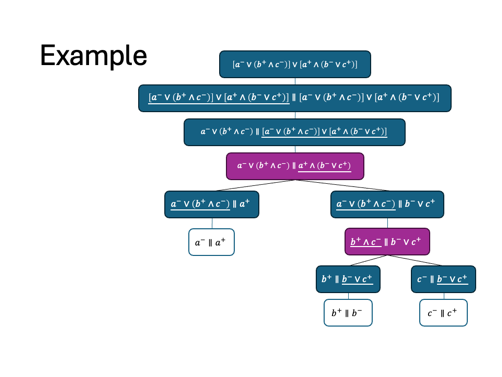 Example
[a⁻ ∨ (b⁺ ∧ c⁻)] ∨ [a⁺ ∧ (b⁻ ∨ c⁺)]
[a⁻ ∨ (b⁺ ∧ c⁻)] ∨ [a⁺ ∧ (b⁻ ∨ c⁺)] ∥ [a⁻ ∨ (b⁺ ∧ c⁻)] ∨ [a⁺ ∧ (b⁻ ∨ c⁺)]
a⁻ ∨ (b⁺ ∧ c⁻) ∥ [a⁻ ∨ (b⁺ ∧ c⁻)] ∨ [a⁺ ∧ (b⁻ ∨ c⁺)]
a⁻ ∨ (b⁺ ∧ c⁻) ∥ a⁺ ∧ (b⁻ ∨ c⁺)
a⁻ ∨ (b⁺ ∧ c⁻) ∥ a⁺
a⁻ ∨ (b⁺ ∧ c⁻) ∥ b⁻ ∨ c⁺
a⁻ ∥ a⁺
b⁺ ∧ c⁻ ∥ b⁻ ∨ c⁺
b⁺ ∥ b⁻ ∨ c⁺
c⁻ ∥ b⁻ ∨ c⁺
b⁺ ∥ b⁻
c⁻ ∥ c⁺